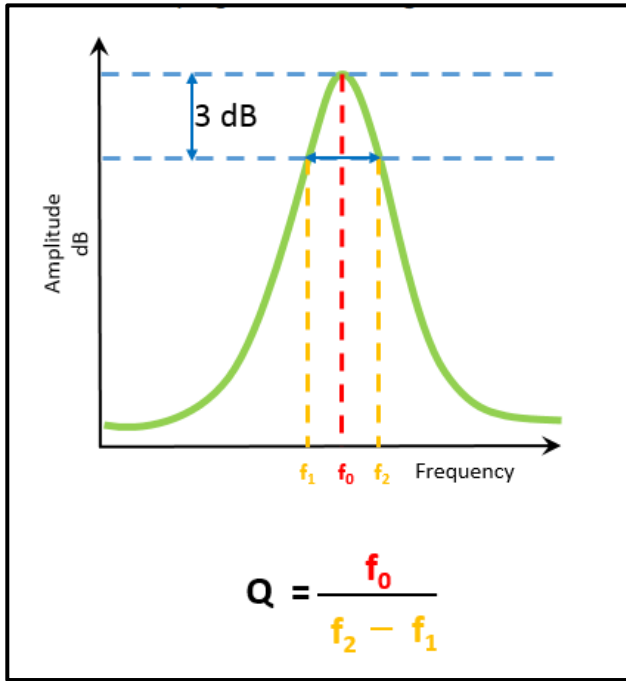 3 dB
Amplitude
dB
f₁ f₀ f₂ Frequency
Q = f₀ / f₂ − f₁